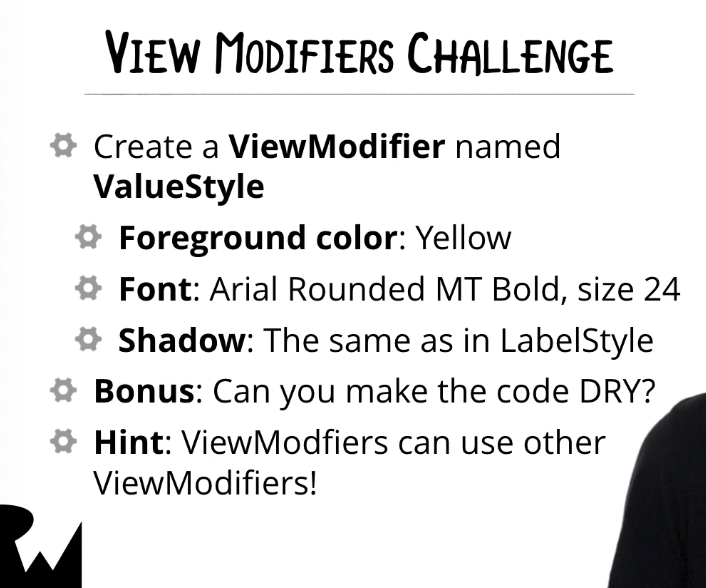 VIEW MODIFIERS CHALLENGE
Create a ViewModifier named
ValueStyle
Foreground color: Yellow
Font: Arial Rounded MT Bold, size 24
Shadow: The same as in LabelStyle
Bonus: Can you make the code DRY?
Hint: ViewModfiers can use other
ViewModifiers!
RW